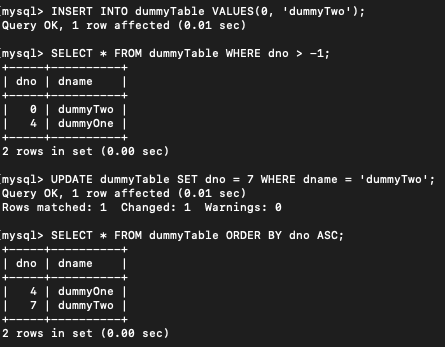 mysql> INSERT INTO dummyTable VALUES(0, 'dummyTwo');
Query OK, 1 row affected (0.01 sec)

mysql> SELECT * FROM dummyTable WHERE dno > -1;
+-----+----------+
| dno | dname    |
+-----+----------+
|   0 | dummyTwo |
|   4 | dummyOne |
+-----+----------+
2 rows in set (0.00 sec)

mysql> UPDATE dummyTable SET dno = 7 WHERE dname = 'dummyTwo';
Query OK, 1 row affected (0.01 sec)
Rows matched: 1  Changed: 1  Warnings: 0

mysql> SELECT * FROM dummyTable ORDER BY dno ASC;
+-----+----------+
| dno | dname    |
+-----+----------+
|   4 | dummyOne |
|   7 | dummyTwo |
+-----+----------+
2 rows in set (0.00 sec)